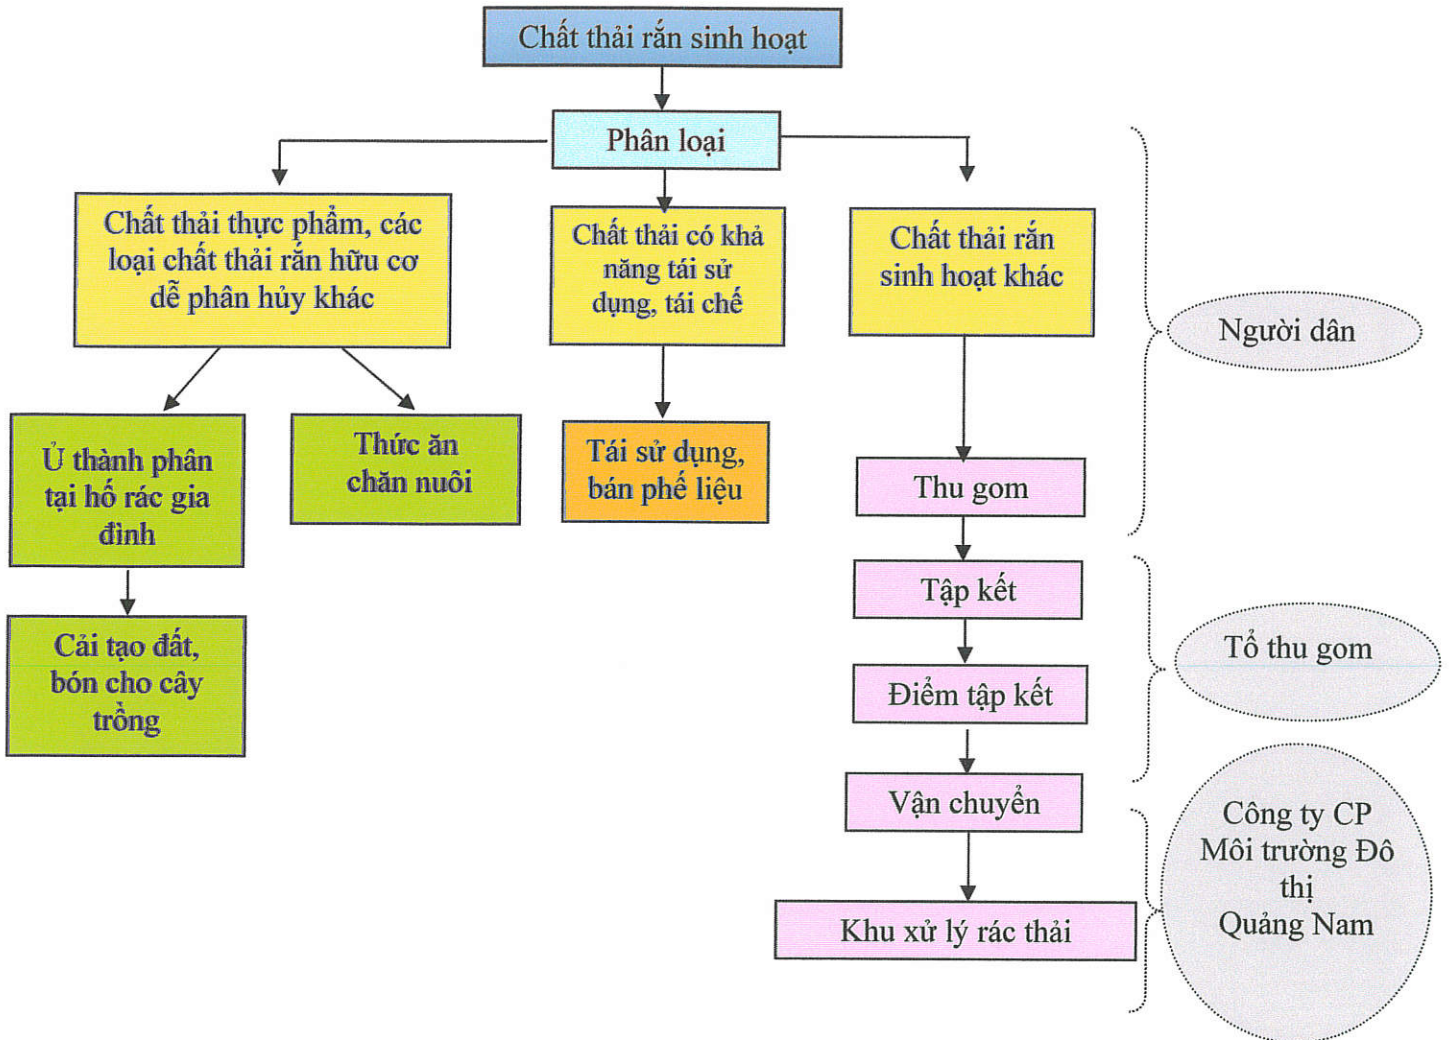 Chất thải rắn sinh hoạt
Phân loại
Chất thải thực phẩm, các
loại chất thải rắn hữu cơ
dễ phân hủy khác
Chất thải có khả
năng tái sử
dụng, tái chế
Chất thải rắn
sinh hoạt khác
Người dân
Ủ thành phân
tại hố rác gia
đình
Thức ăn
chăn nuôi
Tái sử dụng,
bán phế liệu
Thu gom
Tập kết
Cải tạo đất,
bón cho cây
trồng
Điểm tập kết
Tổ thu gom
Vận chuyển
Công ty CP
Môi trường Đô
thị
Quảng Nam
Khu xử lý rác thải